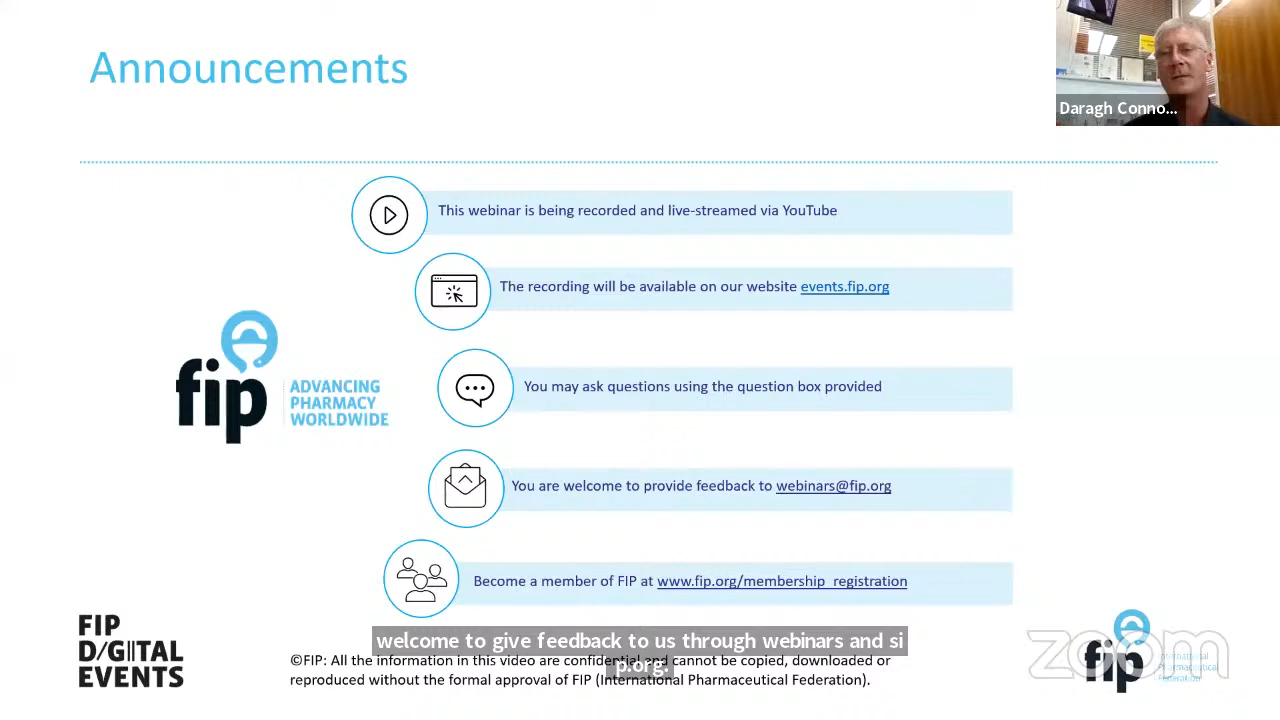 Announcements
Daragh Conno...
This webinar is being recorded and live-streamed via YouTube
The recording will be available on our website events.fip.org
fip
ADVANCING
PHARMACY
WORLDWIDE
You may ask questions using the question box provided
You are welcome to provide feedback to webinars@fip.org
Become a member of FIP at www.fip.org/membership_registration
FIP
DIGITAL
EVENTS
welcome to give feedback to us through webinars and si
p.org.
©FIP: All the information in this video are confidential and cannot be copied, downloaded or
reproduced without the formal approval of FIP (International Pharmaceutical Federation).
zoom
fip
International
Pharmaceutical
Federation